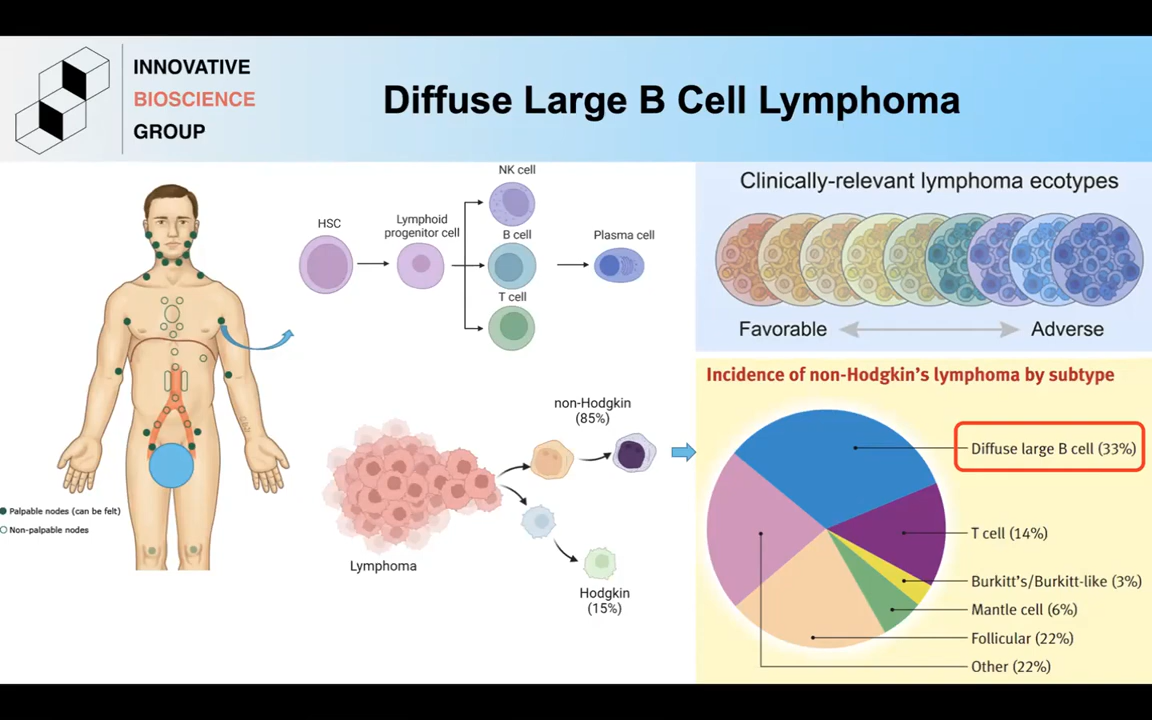 INNOVATIVE
BIOSCIENCE
GROUP
Diffuse Large B Cell Lymphoma
Palpable nodes (can be felt)
Non-palpable nodes
HSC
Lymphoid
progenitor cell
NK cell
B cell
T cell
Plasma cell
Lymphoma
non-Hodgkin
(85%)
Hodgkin
(15%)
Clinically-relevant lymphoma ecotypes
Favorable
Adverse
Incidence of non-Hodgkin's lymphoma by subtype
Diffuse large B cell (33%)
T cell (14%)
Burkitt's/Burkitt-like (3%)
Mantle cell (6%)
Follicular (22%)
Other (22%)